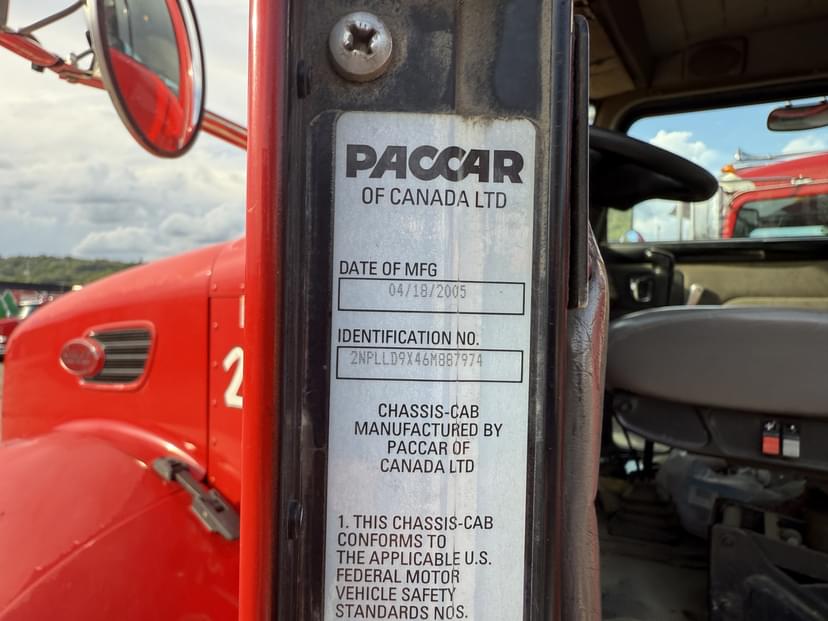 PACCAR
OF CANADA LTD
DATE OF MFG
04/18/2005
IDENTIFICATION NO.
2NPLLD9X46M887974
CHASSIS-CAB
MANUFACTURED BY
PACCAR OF
CANADA LTD
1. THIS CHASSIS-CAB
CONFORMS TO
THE APPLICABLE U.S.
FEDERAL MOTOR
VEHICLE SAFETY
STANDARDS NOS.
2